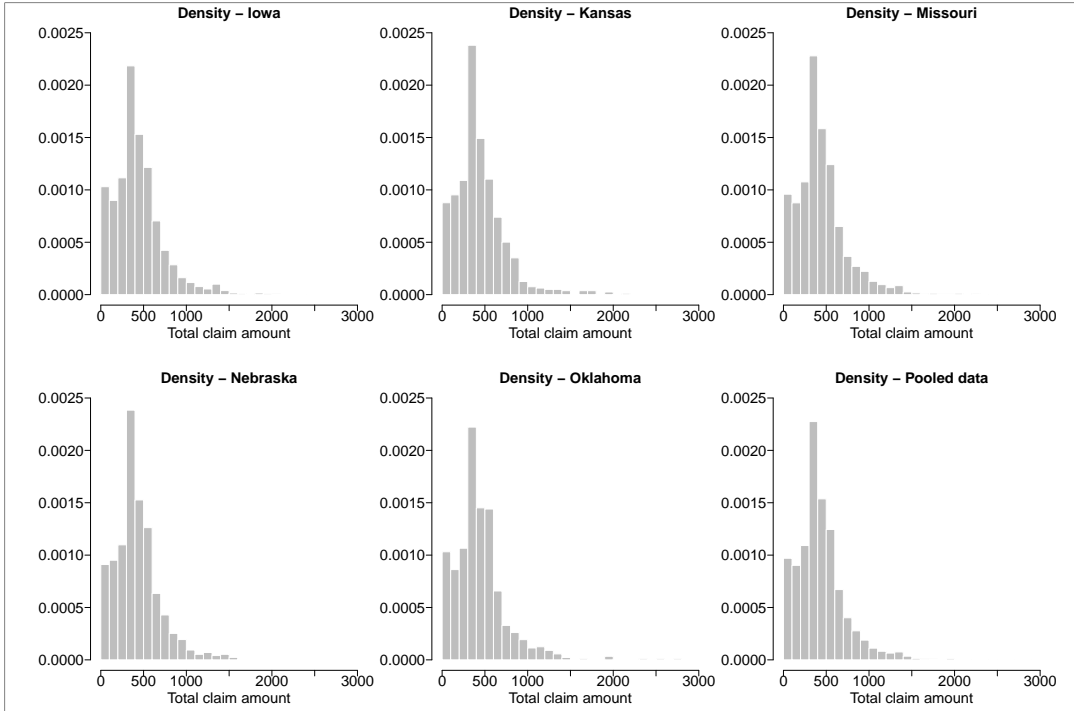 Density – Iowa
0.0025
0.0020
0.0015
0.0010
0.0005
0.0000
0 500 1000 2000 3000
Total claim amount
Density – Kansas
0.0025
0.0020
0.0015
0.0010
0.0005
0.0000
0 500 1000 2000 3000
Total claim amount
Density – Missouri
0.0025
0.0020
0.0015
0.0010
0.0005
0.0000
0 500 1000 2000 3000
Total claim amount
Density – Nebraska
0.0025
0.0020
0.0015
0.0010
0.0005
0.0000
0 500 1000 2000 3000
Total claim amount
Density – Oklahoma
0.0025
0.0020
0.0015
0.0010
0.0005
0.0000
0 500 1000 2000 3000
Total claim amount
Density – Pooled data
0.0025
0.0020
0.0015
0.0010
0.0005
0.0000
0 500 1000 2000 3000
Total claim amount